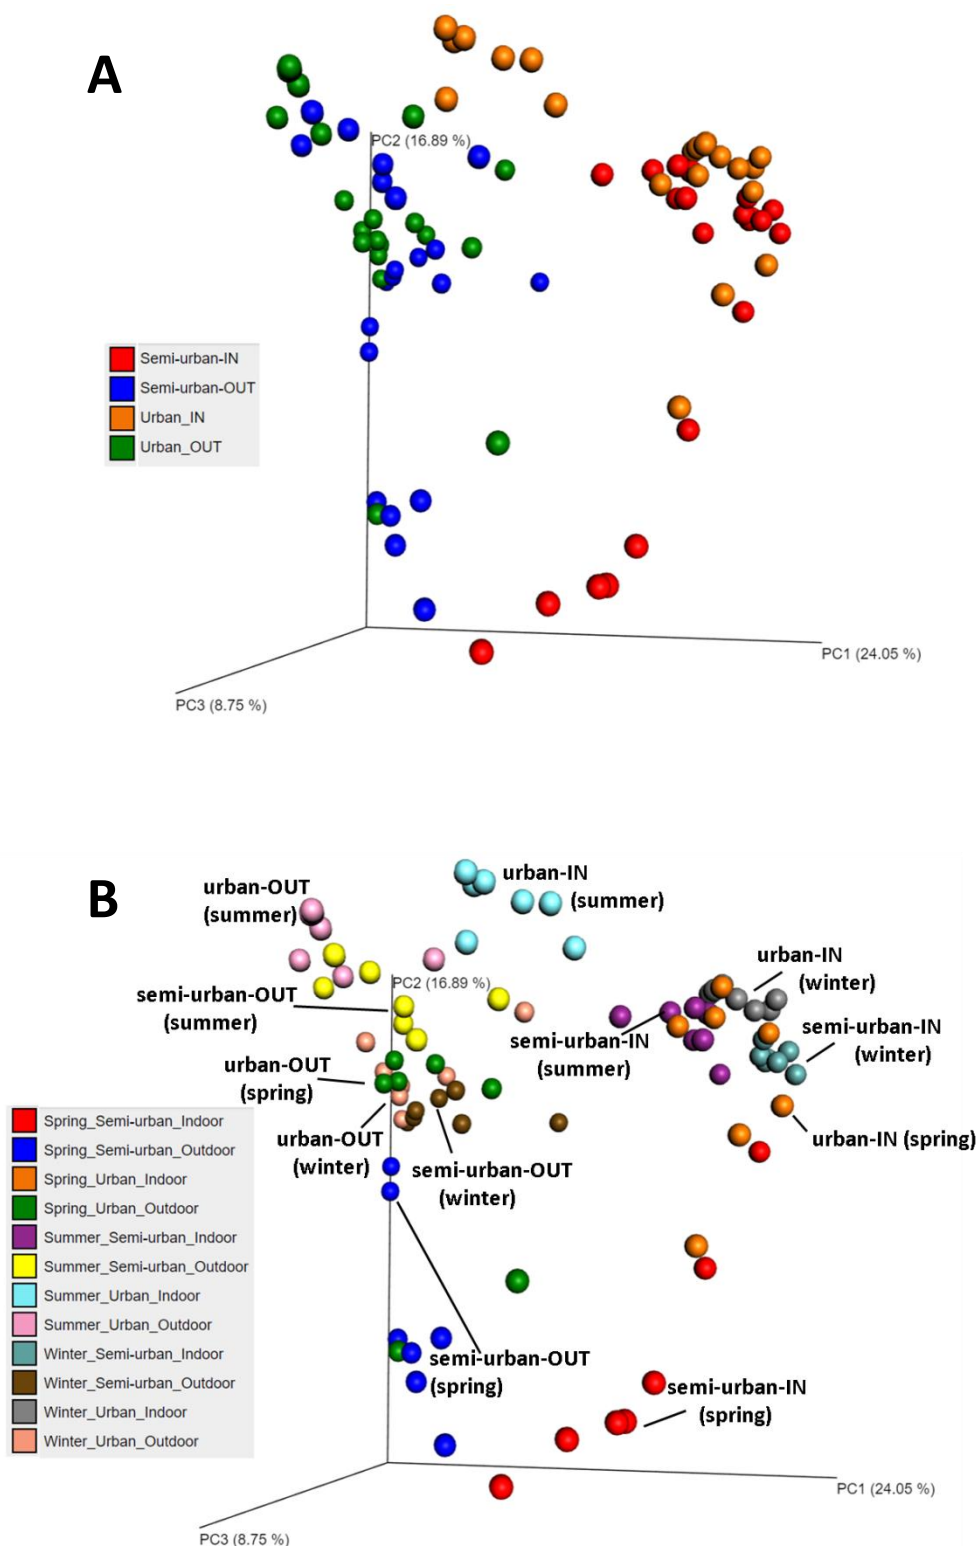 A
PC2 (16.89 %)
Semi-urban-IN
Semi-urban-OUT
Urban_IN
Urban_OUT
PC1 (24.05 %)
PC3 (8.75 %)
B
urban-OUT
(summer)
urban-IN
(summer)
PC2 (16.89 %)
semi-urban-OUT
(summer)
urban-IN
(winter)
semi-urban-IN
(summer)
semi-urban-IN
(winter)
urban-OUT
(spring)
urban-OUT
(winter)
semi-urban-OUT
(winter)
urban-IN (spring)
Spring_Semi-urban_Indoor
Spring_Semi-urban_Outdoor
Spring_Urban_Indoor
Spring_Urban_Outdoor
Summer_Semi-urban_Indoor
Summer_Semi-urban_Outdoor
Summer_Urban_Indoor
Summer_Urban_Outdoor
Winter_Semi-urban_Indoor
Winter_Semi-urban_Outdoor
Winter_Urban_Indoor
Winter_Urban_Outdoor
semi-urban-OUT
(spring)
semi-urban-IN
(spring)
PC1 (24.05 %)
PC3 (8.75 %)